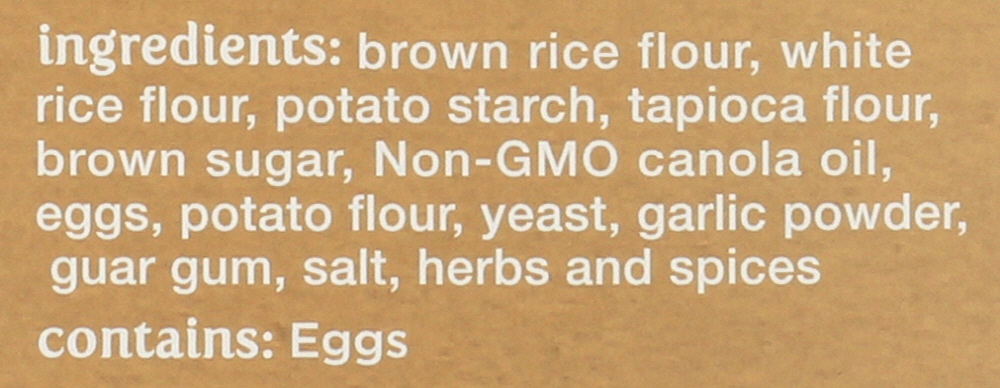 ingredients: brown rice flour, white
rice flour, potato starch, tapioca flour,
brown sugar, Non-GMO canola oil,
eggs, potato flour, yeast, garlic powder,
guar gum, salt, herbs and spices
contains: Eggs